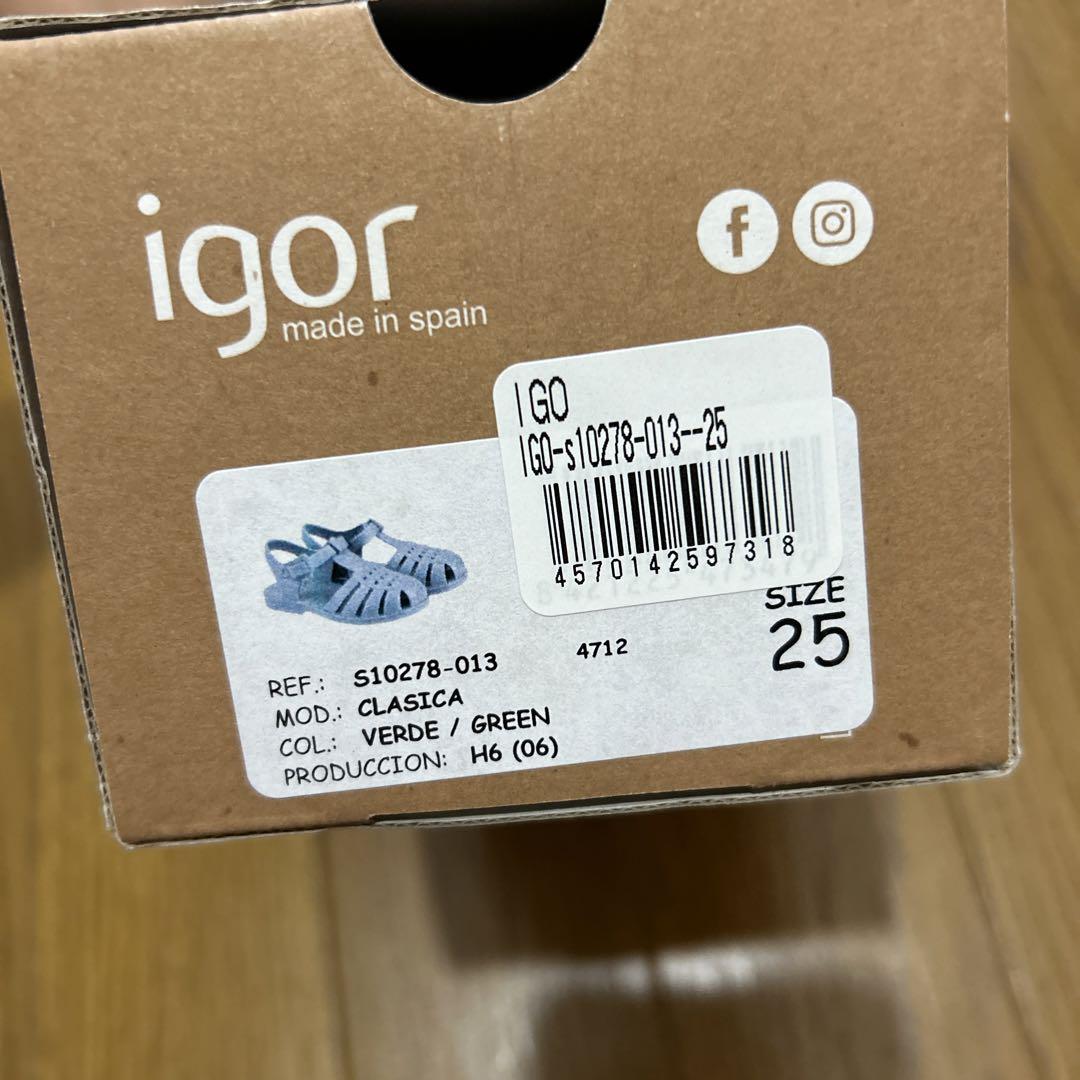 igor
made in spain
IGO
IGO-s10278-013--25
4570142597318
SIZE
25
4712
REF.: S10278-013
MOD.: CLASICA
COL.: VERDE / GREEN
PRODUCCION: H6 (06)